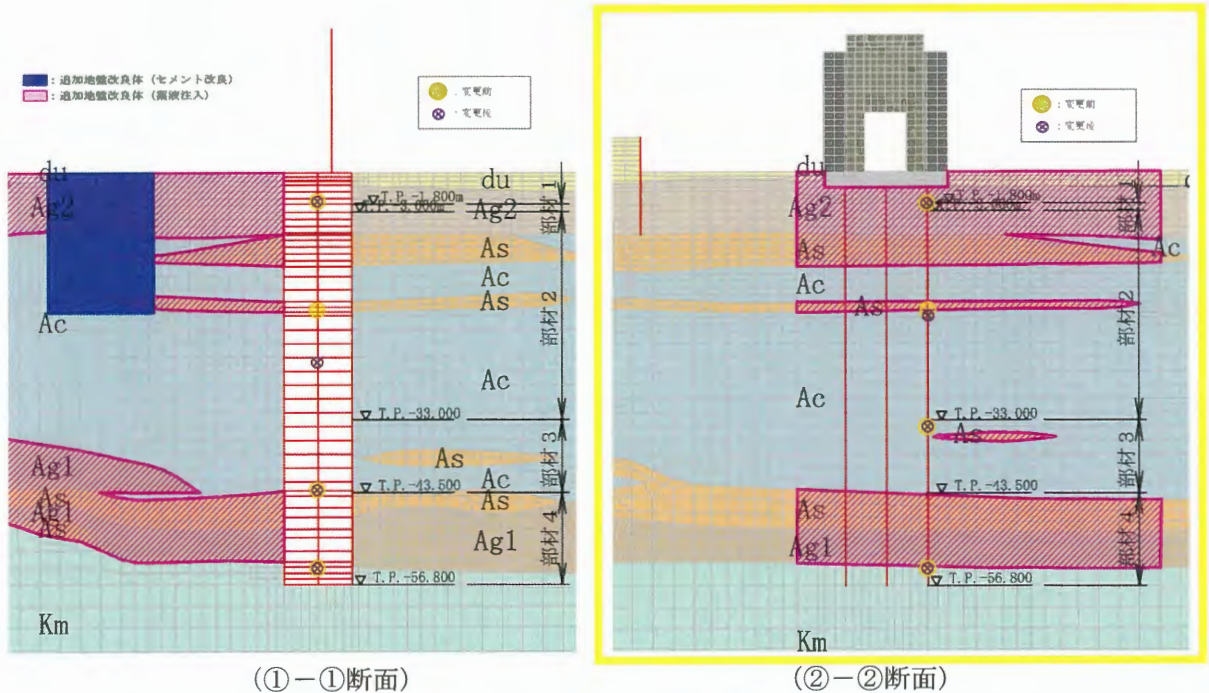 :追加地盤改良体(セメント改良)
:追加地盤改良体(薬液注入)
:変更前
:変更後
du
Ag2
Ac
Ag1
As
Ag1
As
Km
du
Ag2
As
Ac
As
Ac
As
Ac
As
Ag1
T.P.-1.800m
T.P.-3.000m
T.P.-33.000
T.P.-43.500
T.P.-56.800
部材1
部材2
部材3
部材4
(①-①断面)
:変更前
:変更後
du
Ag2
As
Ac
As
Ac
As
As
Ag1
Km
Ac
T.P.-1.800m
T.P.-33.000
T.P.-43.500
T.P.-56.800
部材1
部材2
部材3
部材4
(②-②断面)